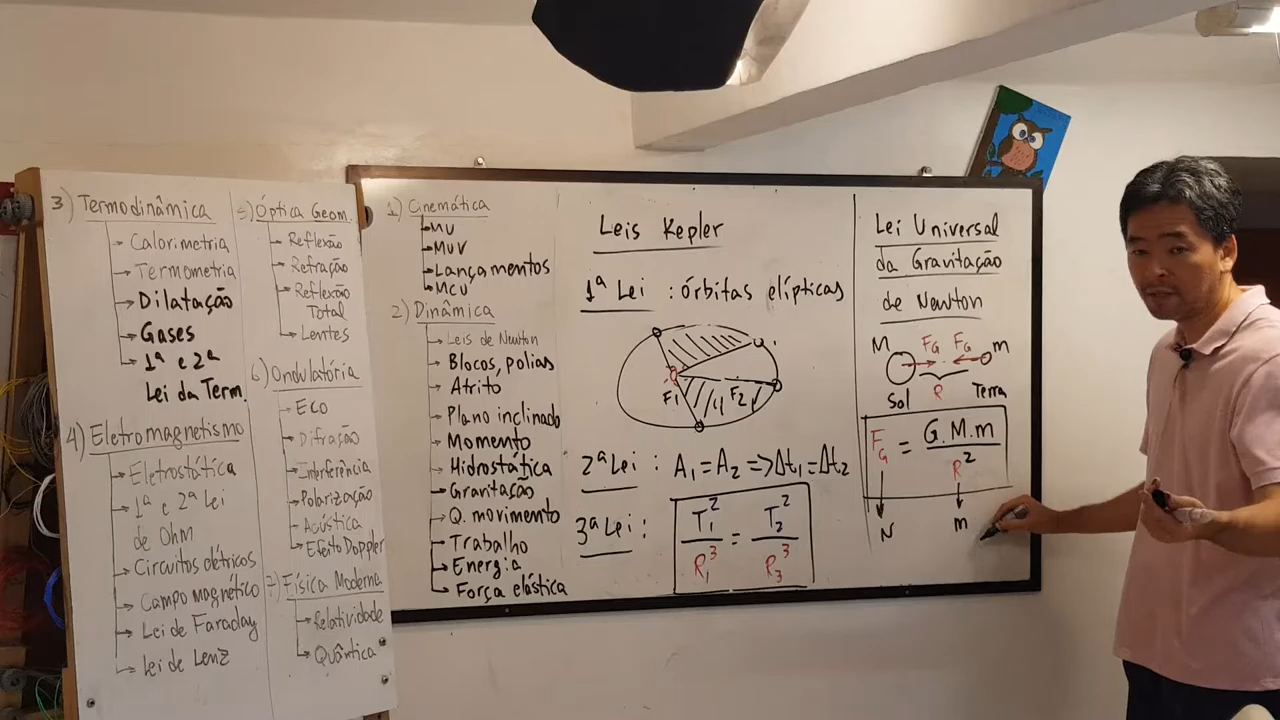 3) Termodinâmica
Calorimetria
Termometria
Dilatação
Gases
1ª e 2ª
Lei da Term.
4) Eletromagnetismo
Eletrostática
1ª e 2ª Lei
de Ohm
Circuitos elétricos
Campo magnético
Lei de Faraday
Lei de Lenz
5) Óptica Geom.
Reflexão
Refração
Reflexão
Total
Lentes
6) Ondulatória
Eco
Difração
Interferência
Polarização
Acústica
Efeito Doppler
7) Física Moderna
Relatividade
Quântica
1) Cinemática
MU
MUV
Lançamentos
MCU
2) Dinâmica
Leis de Newton
Blocos, polias
Atrito
Plano inclinado
Momento
Hidrostática
Gravitação
Q. movimento
Trabalho
Energia
Força elástica
Leis Kepler
1ª Lei : órbitas elípticas
F1 F2
2ª Lei : A₁ = A₂ => Δt₁ = Δt₂
3ª Lei : T₁²/R₁³ = T₂²/R₃³
Lei Universal
da Gravitação
de Newton
M FG FG m
Sol R Terra
FG = G.M.m/R²
N m